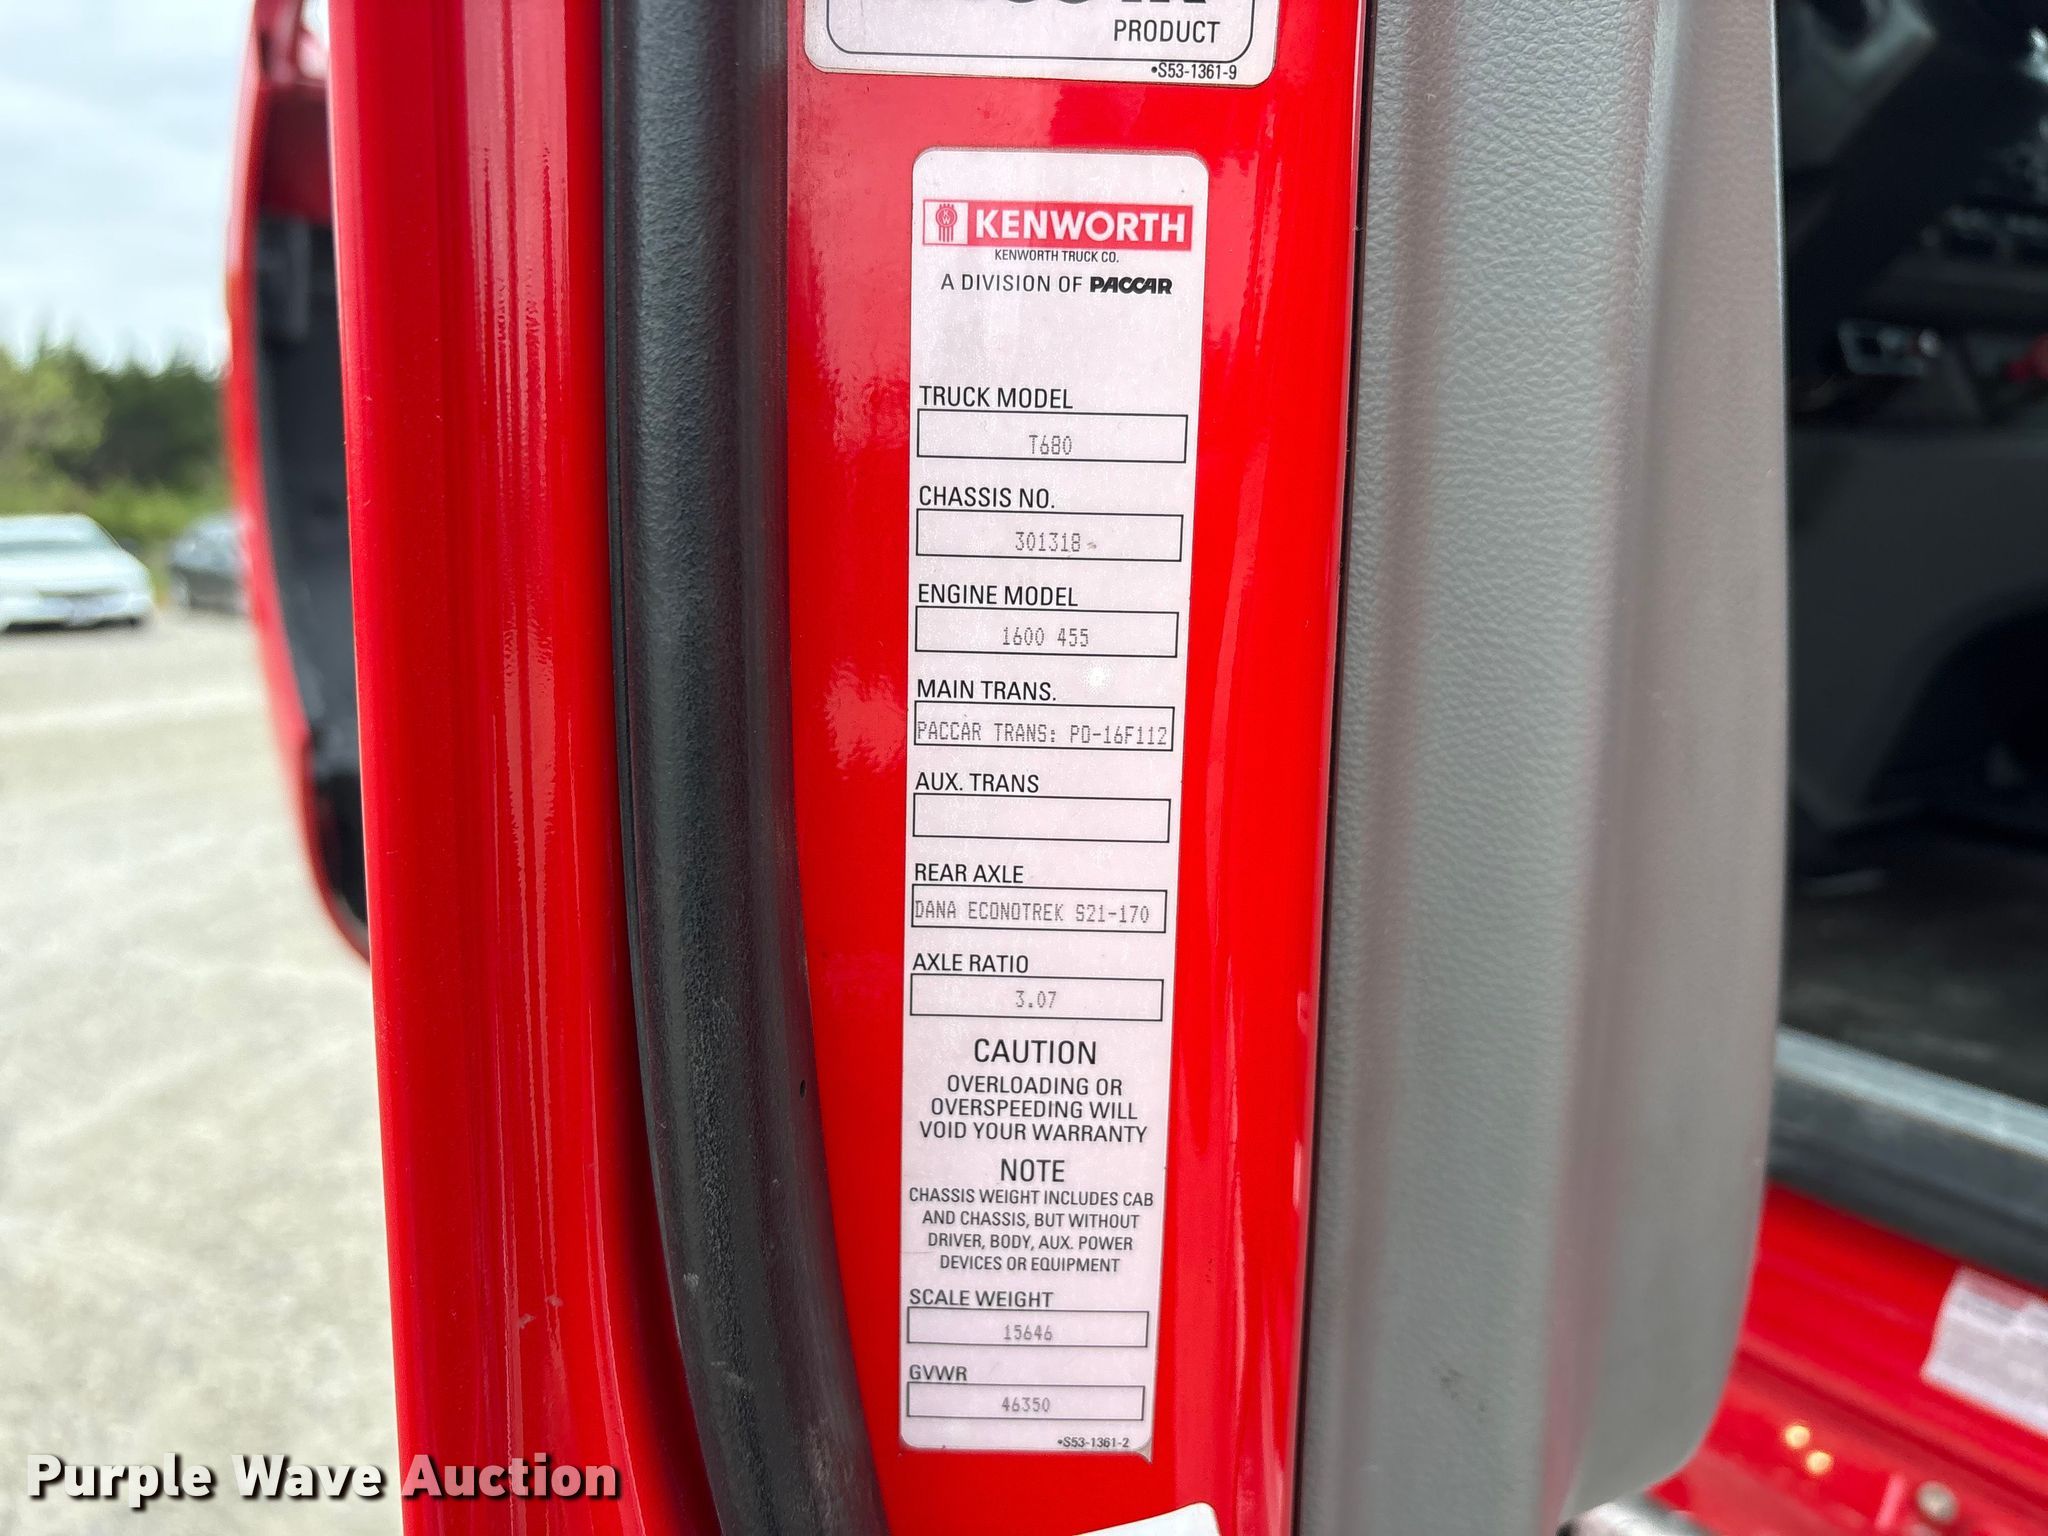 PRODUCT
•S53-1361-9
KENWORTH
KENWORTH TRUCK CO.
A DIVISION OF PACCAR
TRUCK MODEL
T680
CHASSIS NO.
301318
ENGINE MODEL
1600 455
MAIN TRANS.
PACCAR TRANS: PO-16F112
AUX. TRANS
REAR AXLE
DANA ECONOTREK S21-170
AXLE RATIO
3.07
CAUTION
OVERLOADING OR
OVERSPEEDING WILL
VOID YOUR WARRANTY
NOTE
CHASSIS WEIGHT INCLUDES CAB
AND CHASSIS, BUT WITHOUT
DRIVER, BODY, AUX. POWER
DEVICES OR EQUIPMENT
SCALE WEIGHT
15646
GVWR
46350
•S53-1361-2
Purple Wave Auction